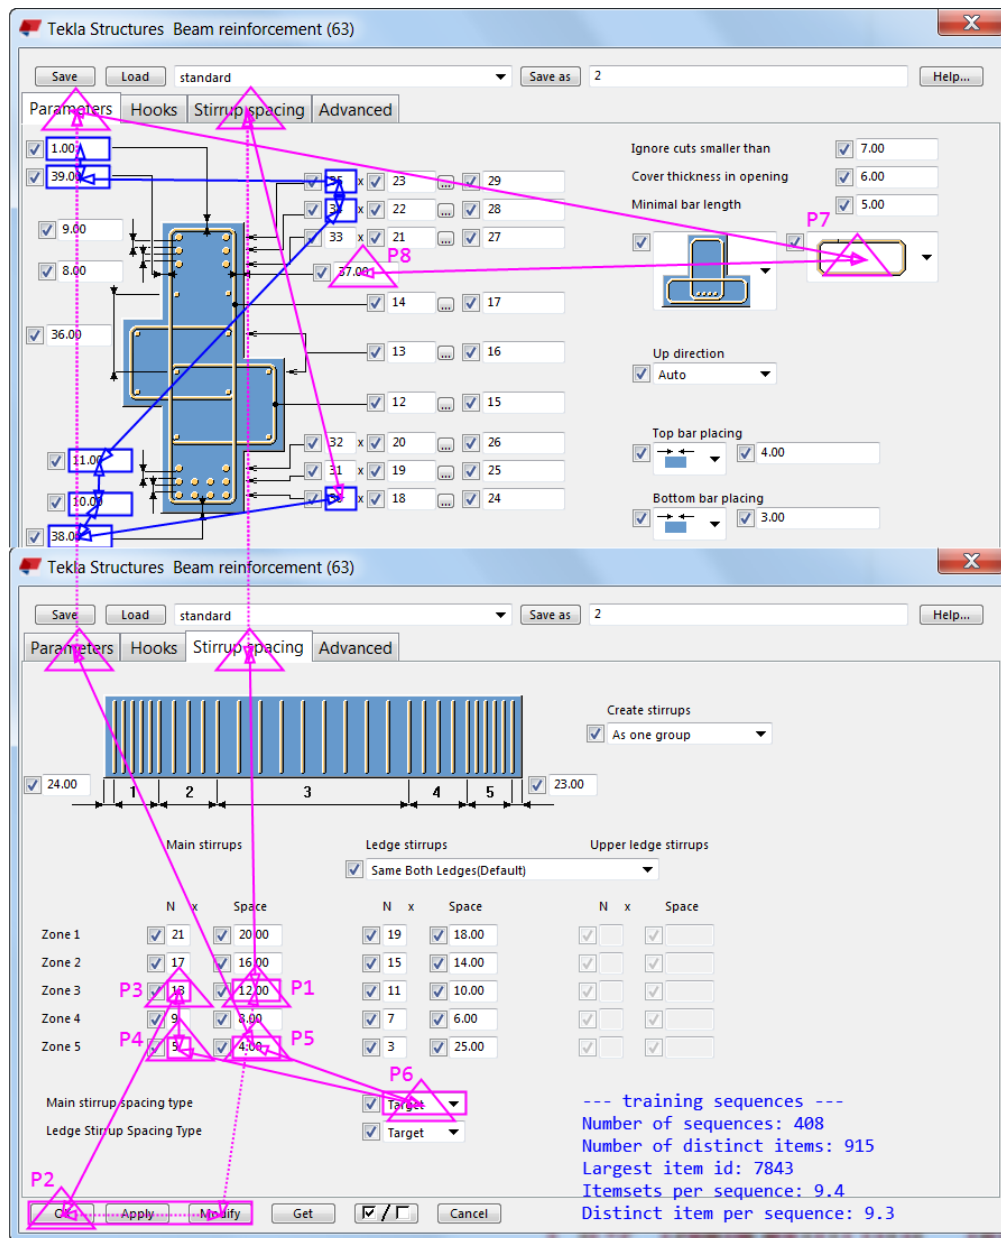 Tekla Structures Beam reinforcement (63)
Save Load standard Save as 2 Help...
Parameters Hooks Stirrup spacing Advanced
1.00 Ignore cuts smaller than 7.00
39.00 x 23 ... 29 Cover thickness in opening 6.00
x 22 ... 28 Minimal bar length 5.00
9.00 33 x 21 ... 27 P7
8.00 37.00 P8
14 ... 17
36.00 13 ... 16 Up direction
Auto
12 ... 15
Top bar placing
32 x 20 ... 26 4.00
11.00 31 x 19 ... 25
10.00 x 18 ... 24 Bottom bar placing
38.00 3.00
Tekla Structures Beam reinforcement (63)
Save Load standard Save as 2 Help...
Parameters Hooks Stirrup spacing Advanced
Create stirrups
As one group
24.00 1 2 3 4 5 23.00
Main stirrups Ledge stirrups Upper ledge stirrups
Same Both Ledges(Default)
N x Space N x Space N x Space
Zone 1 21 20.00 19 18.00
Zone 2 17 16.00 15 14.00
Zone 3 P3 13 12.00 P1 11 10.00
Zone 4 9 8.00 7 6.00
Zone 5 P4 5 4.00 P5 3 25.00
P6
Main stirrup spacing type Target
Ledge Stirrup Spacing Type Target
--- training sequences ---
Number of sequences: 408
Number of distinct items: 915
Largest item id: 7843
Itemsets per sequence: 9.4
Distinct item per sequence: 9.3
P2
OK Apply Modify Get / Cancel